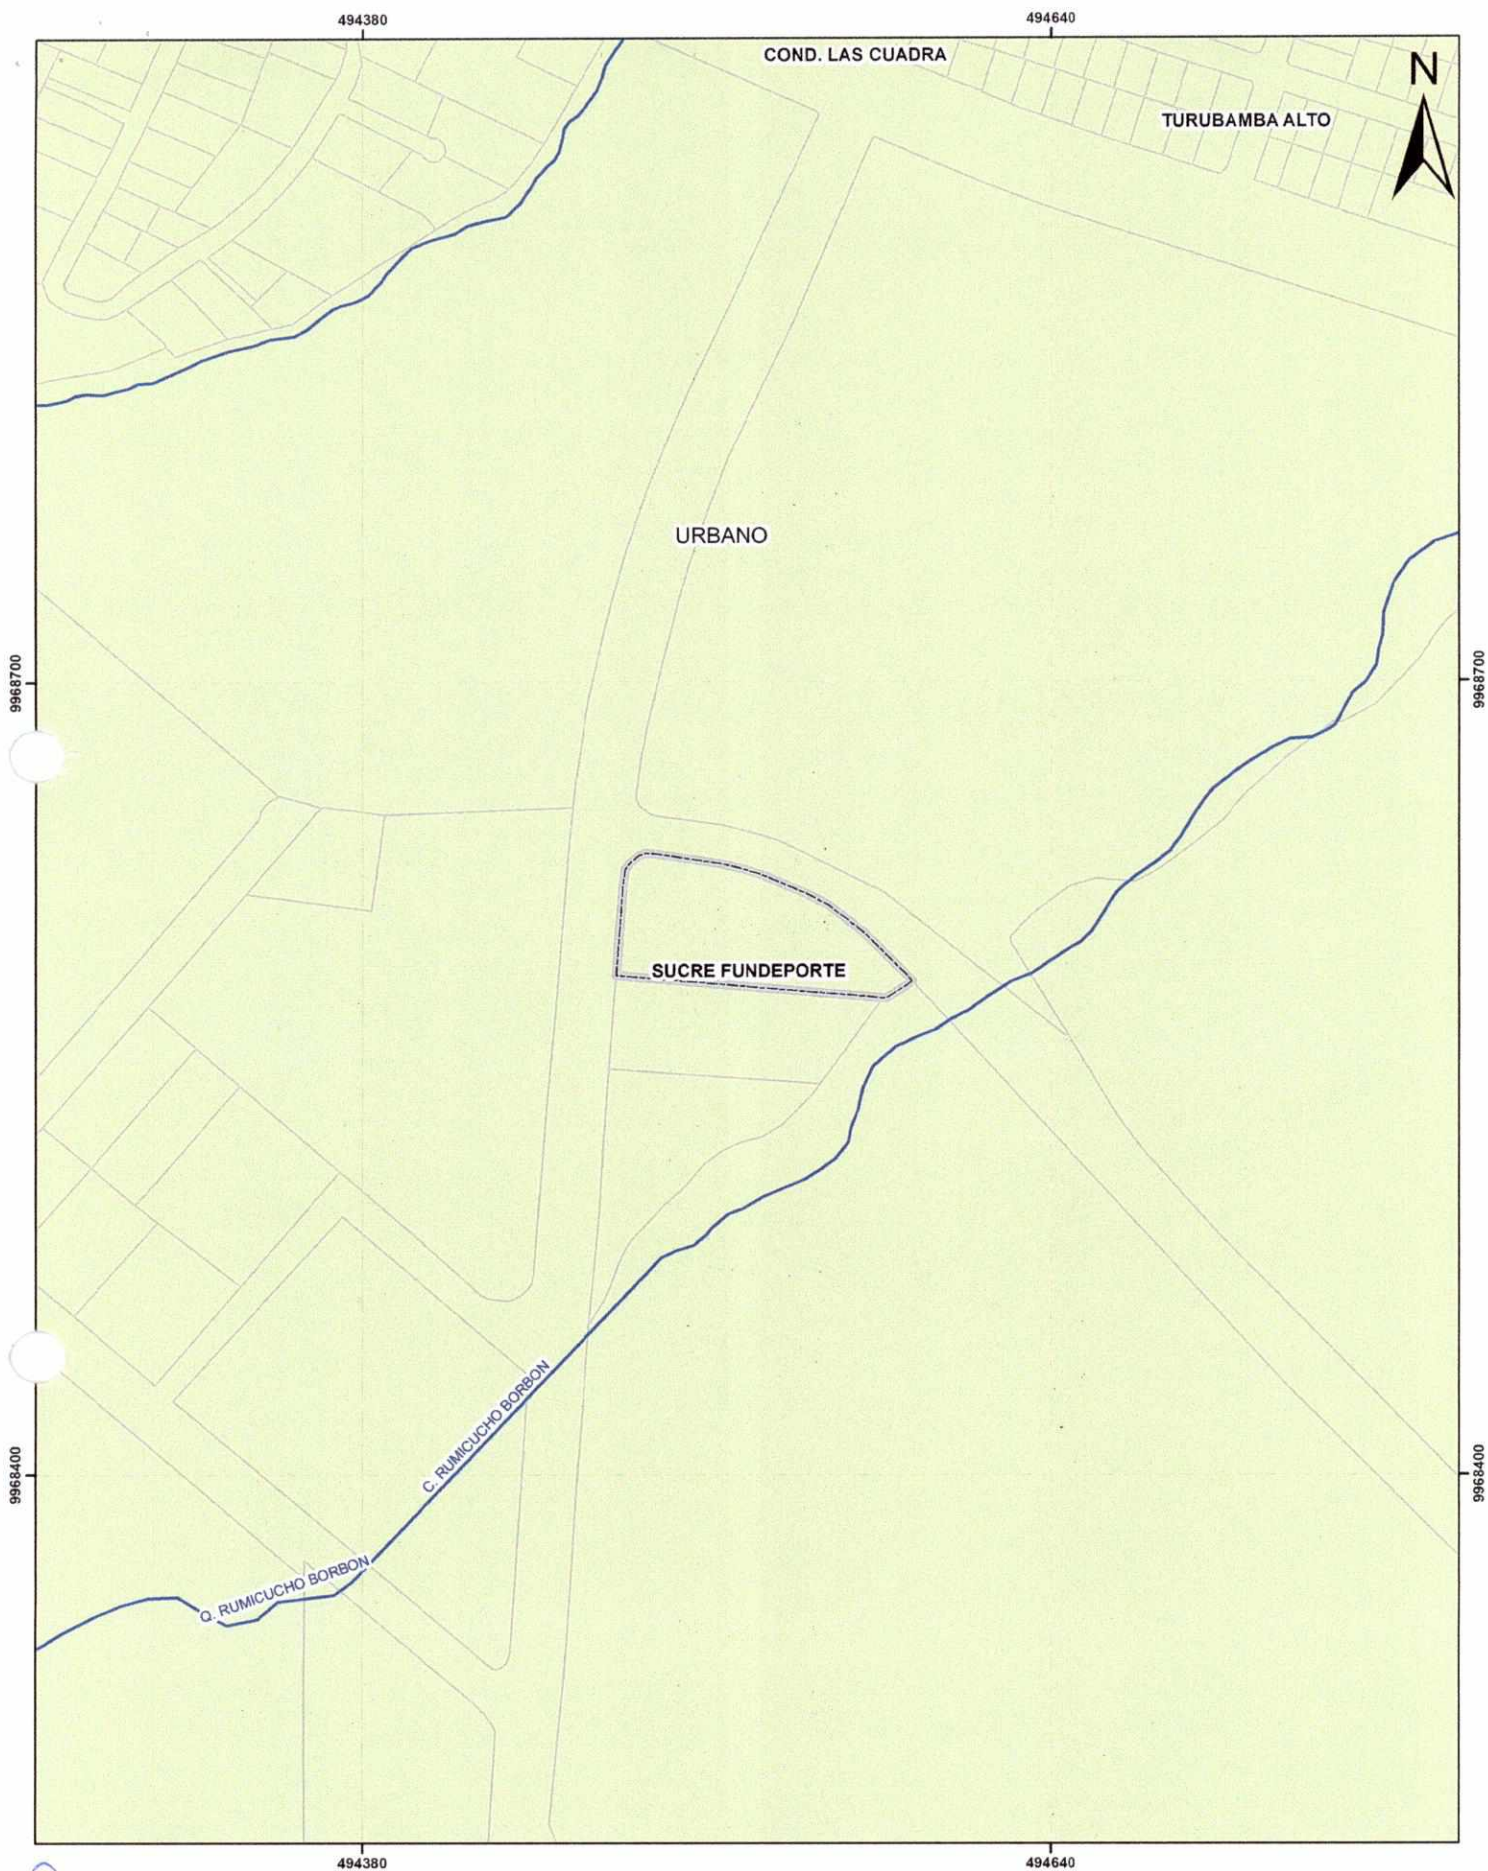 494380
494640
COND. LAS CUADRA
N
TURUBAMBA ALTO
URBANO
9968700
9968700
SUCRE FUNDEPORTE
C. RUMICUCHO BORBON
9968400
9968400
Q. RUMICUCHO BORBON
494380
494640